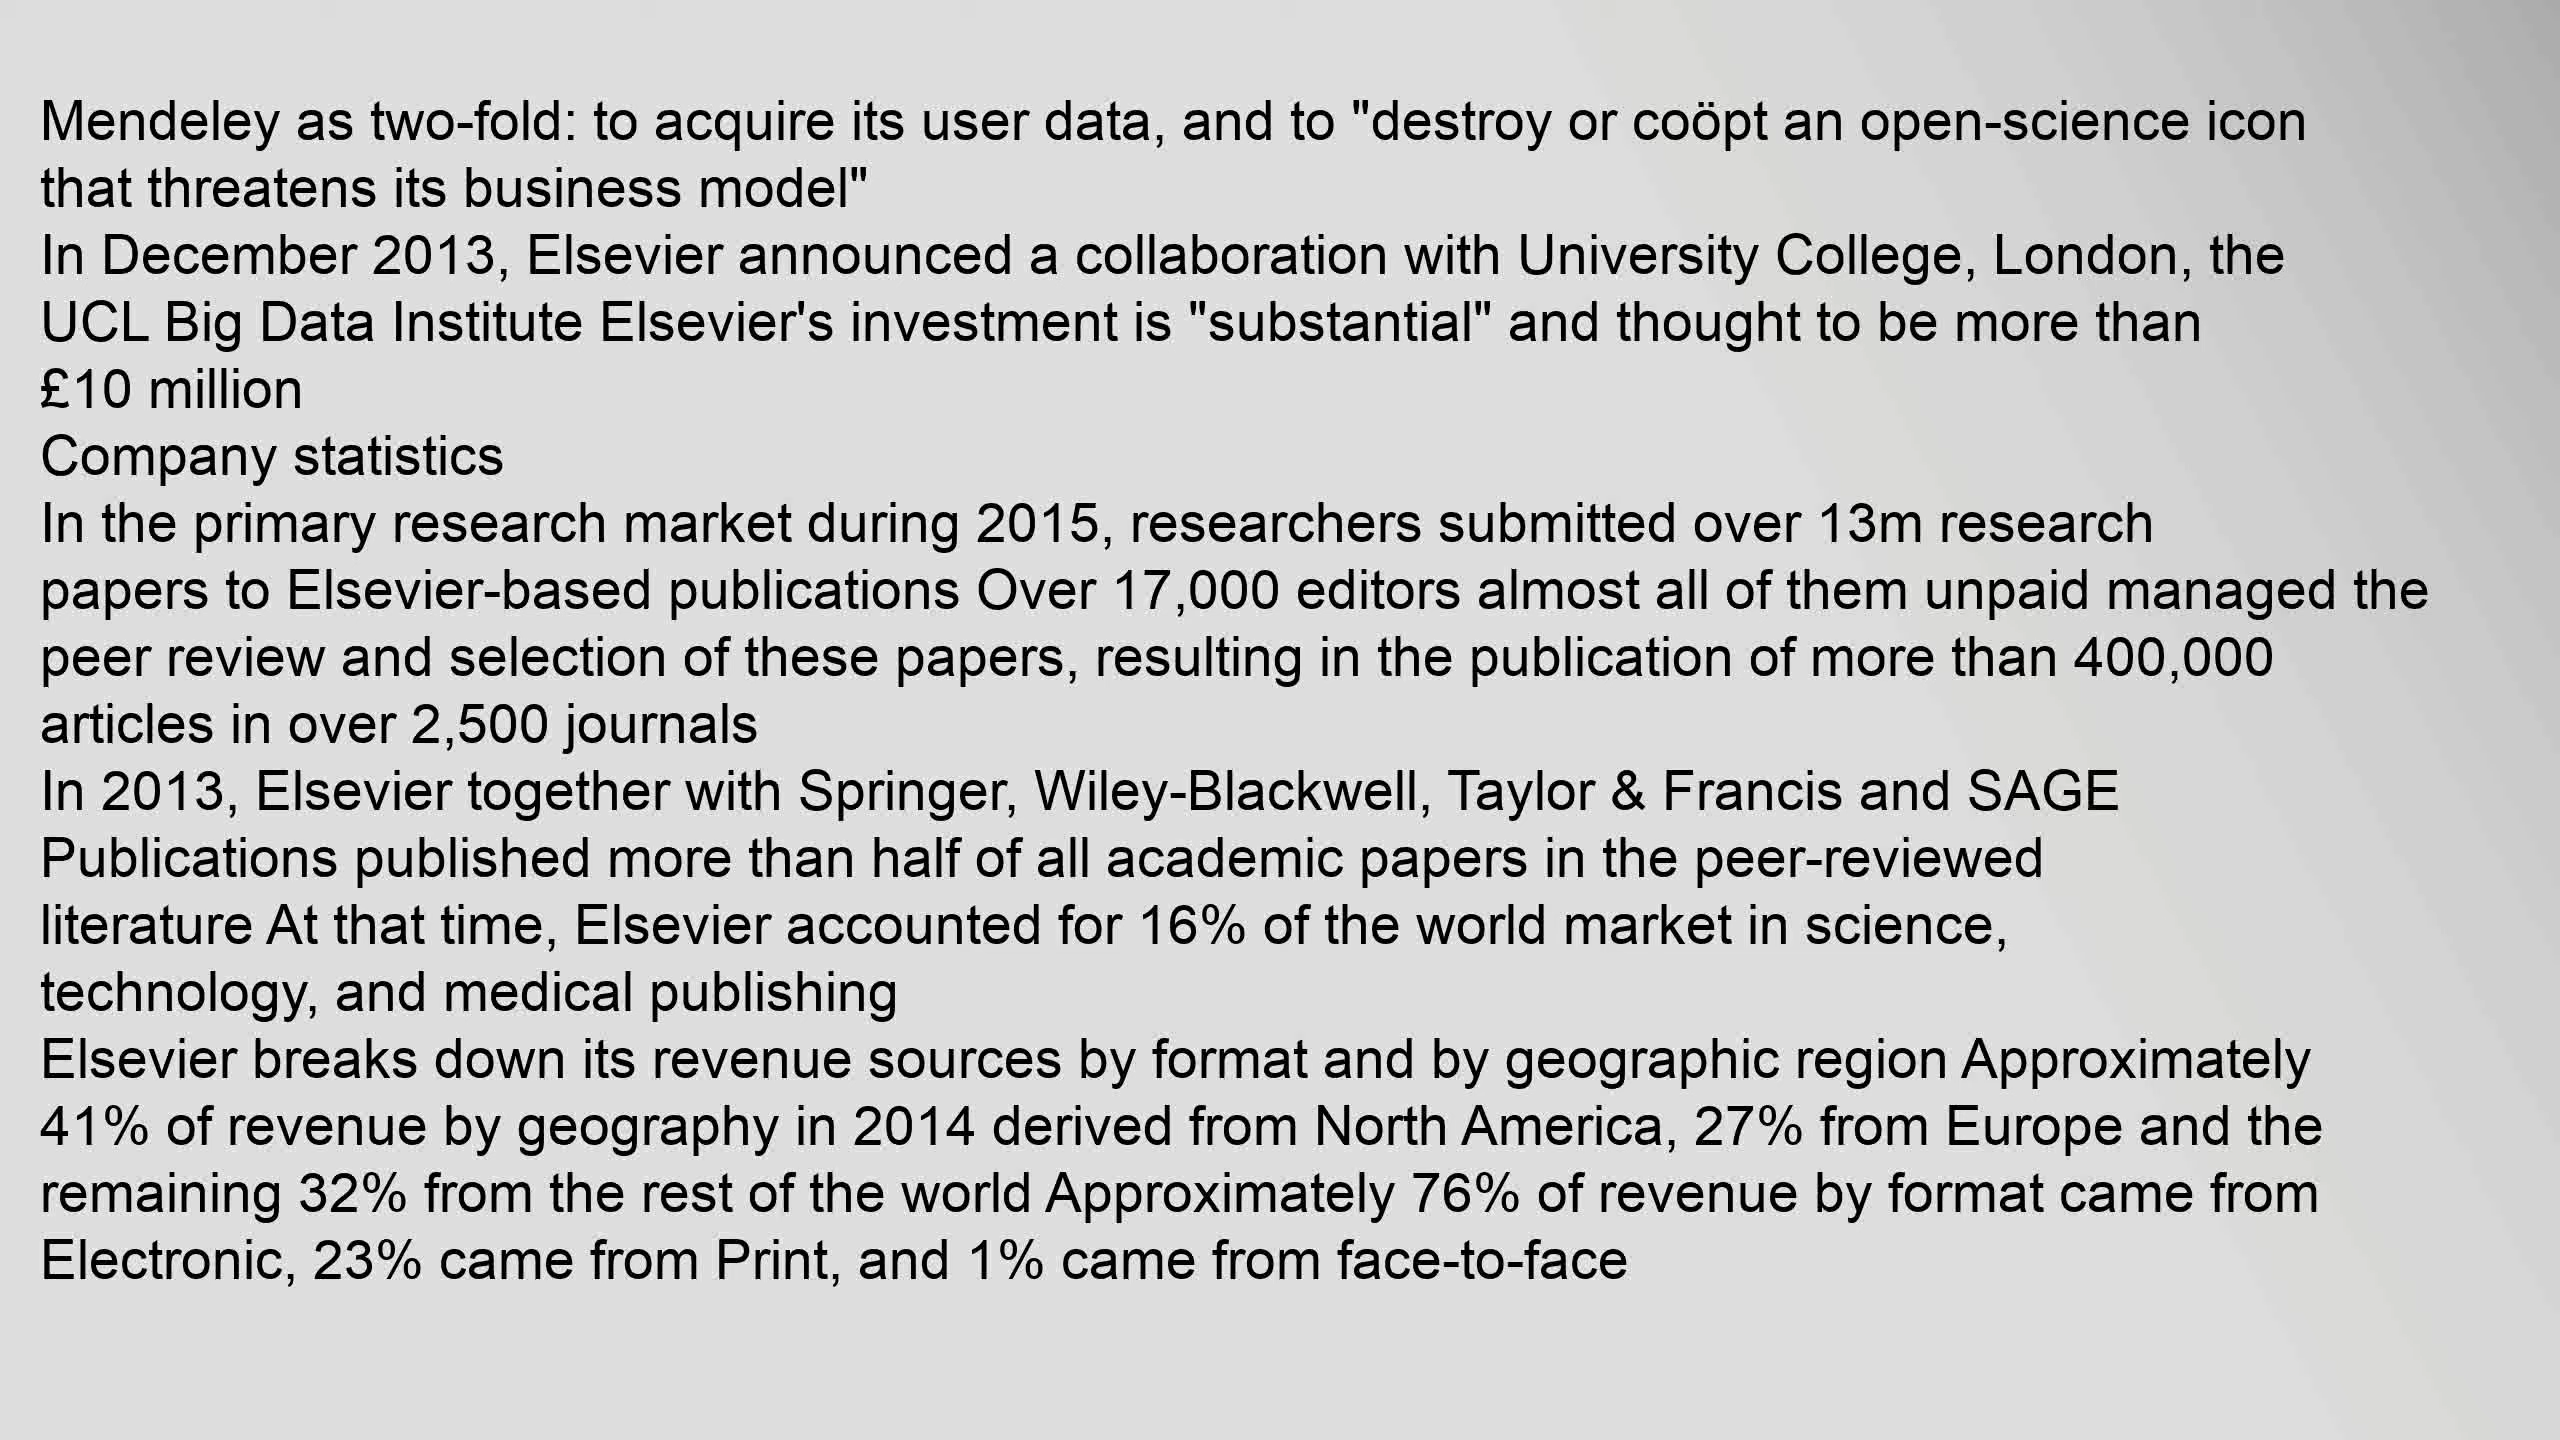 Mendeley as two-fold: to acquire its user data, and to "destroy or coöpt an open-science icon
that threatens its business model"
In December 2013, Elsevier announced a collaboration with University College, London, the
UCL Big Data Institute Elsevier's investment is "substantial" and thought to be more than
£10 million
Company statistics
In the primary research market during 2015, researchers submitted over 13m research
papers to Elsevier-based publications Over 17,000 editors almost all of them unpaid managed the
peer review and selection of these papers, resulting in the publication of more than 400,000
articles in over 2,500 journals
In 2013, Elsevier together with Springer, Wiley-Blackwell, Taylor & Francis and SAGE
Publications published more than half of all academic papers in the peer-reviewed
literature At that time, Elsevier accounted for 16% of the world market in science,
technology, and medical publishing
Elsevier breaks down its revenue sources by format and by geographic region Approximately
41% of revenue by geography in 2014 derived from North America, 27% from Europe and the
remaining 32% from the rest of the world Approximately 76% of revenue by format came from
Electronic, 23% came from Print, and 1% came from face-to-face